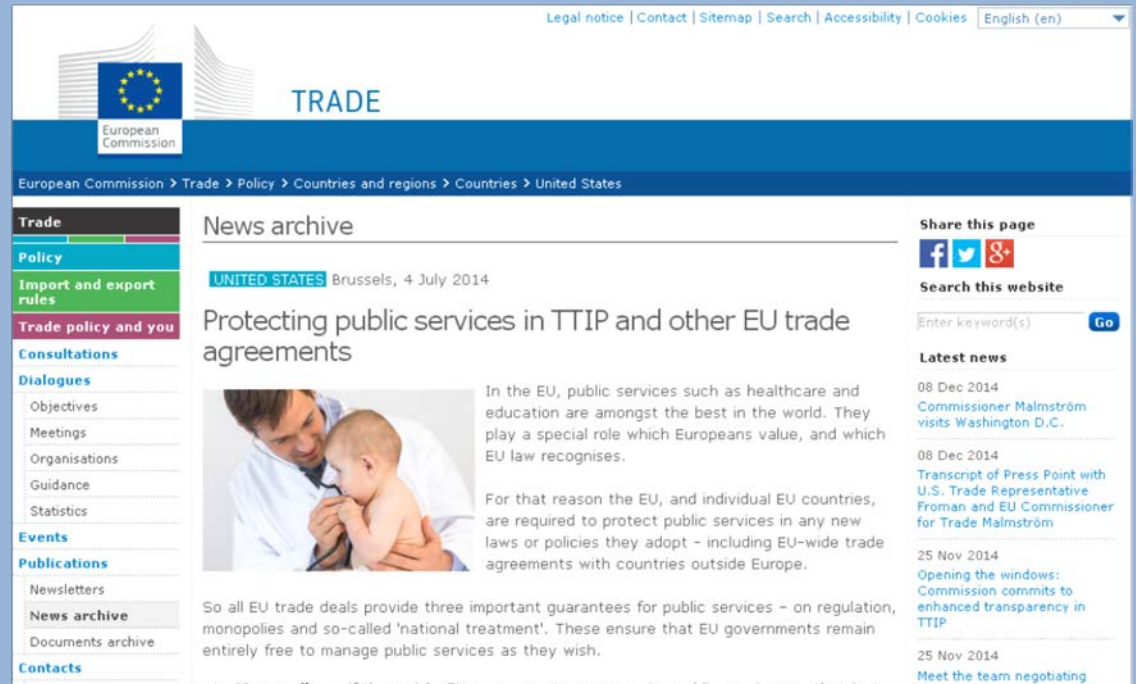 Legal notice | Contact | Sitemap | Search | Accessibility | Cookies English (en)
TRADE
European
Commission
European Commission > Trade > Policy > Countries and regions > Countries > United States
Trade
Policy
Import and export
rules
Trade policy and you
Consultations
Dialogues
Objectives
Meetings
Organisations
Guidance
Statistics
Events
Publications
Newsletters
News archive
Documents archive
Contacts
News archive
UNITED STATES Brussels, 4 July 2014
Protecting public services in TTIP and other EU trade
agreements
In the EU, public services such as healthcare and
education are amongst the best in the world. They
play a special role which Europeans value, and which
EU law recognises.
For that reason the EU, and individual EU countries,
are required to protect public services in any new
laws or policies they adopt - including EU-wide trade
agreements with countries outside Europe.
So all EU trade deals provide three important guarantees for public services – on regulation,
monopolies and so-called 'national treatment'. These ensure that EU governments remain
entirely free to manage public services as they wish.
Share this page
f g+
Search this website
Enter keyword(s) Go
Latest news
08 Dec 2014
Commissioner Malmström
visits Washington D.C.
08 Dec 2014
Transcript of Press Point with
U.S. Trade Representative
Froman and EU Commissioner
for Trade Malmström
25 Nov 2014
Opening the windows:
Commission commits to
enhanced transparency in
TTIP
25 Nov 2014
Meet the team negotiating